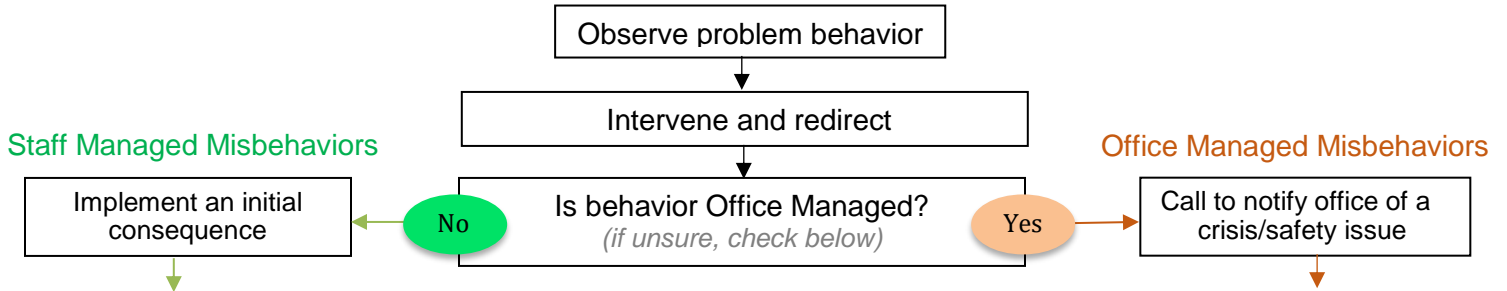 Observe problem behavior
Intervene and redirect
Staff Managed Misbehaviors
Office Managed Misbehaviors
Implement an initial
consequence
No
Is behavior Office Managed?
(if unsure, check below)
Yes
Call to notify office of a
crisis/safety issue